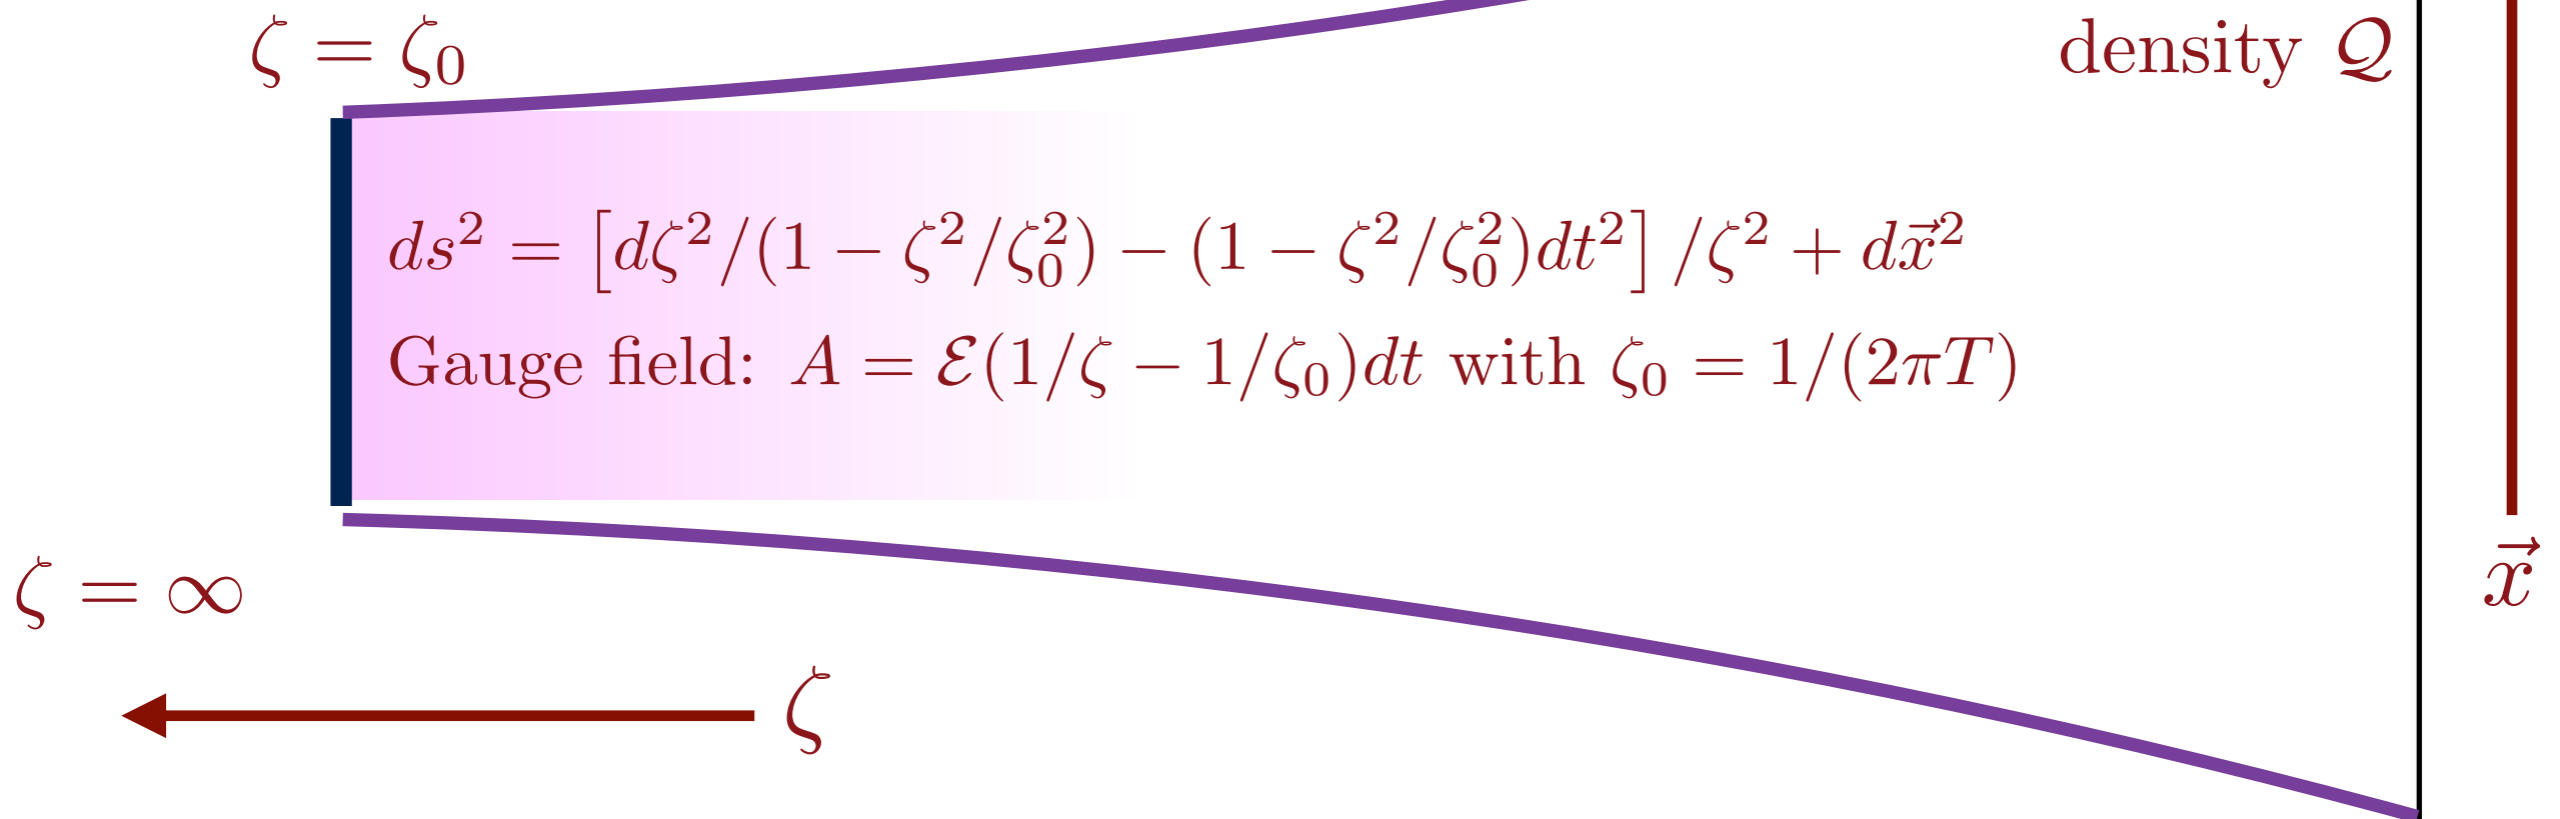 ζ = ζ₀
density 𝒬
ds² = [dζ²/(1 − ζ²/ζ₀²) − (1 − ζ²/ζ₀²)dt²] /ζ² + dx⃗²
Gauge field: A = ℰ(1/ζ − 1/ζ₀)dt with ζ₀ = 1/(2πT)
ζ = ∞
x⃗
ζ